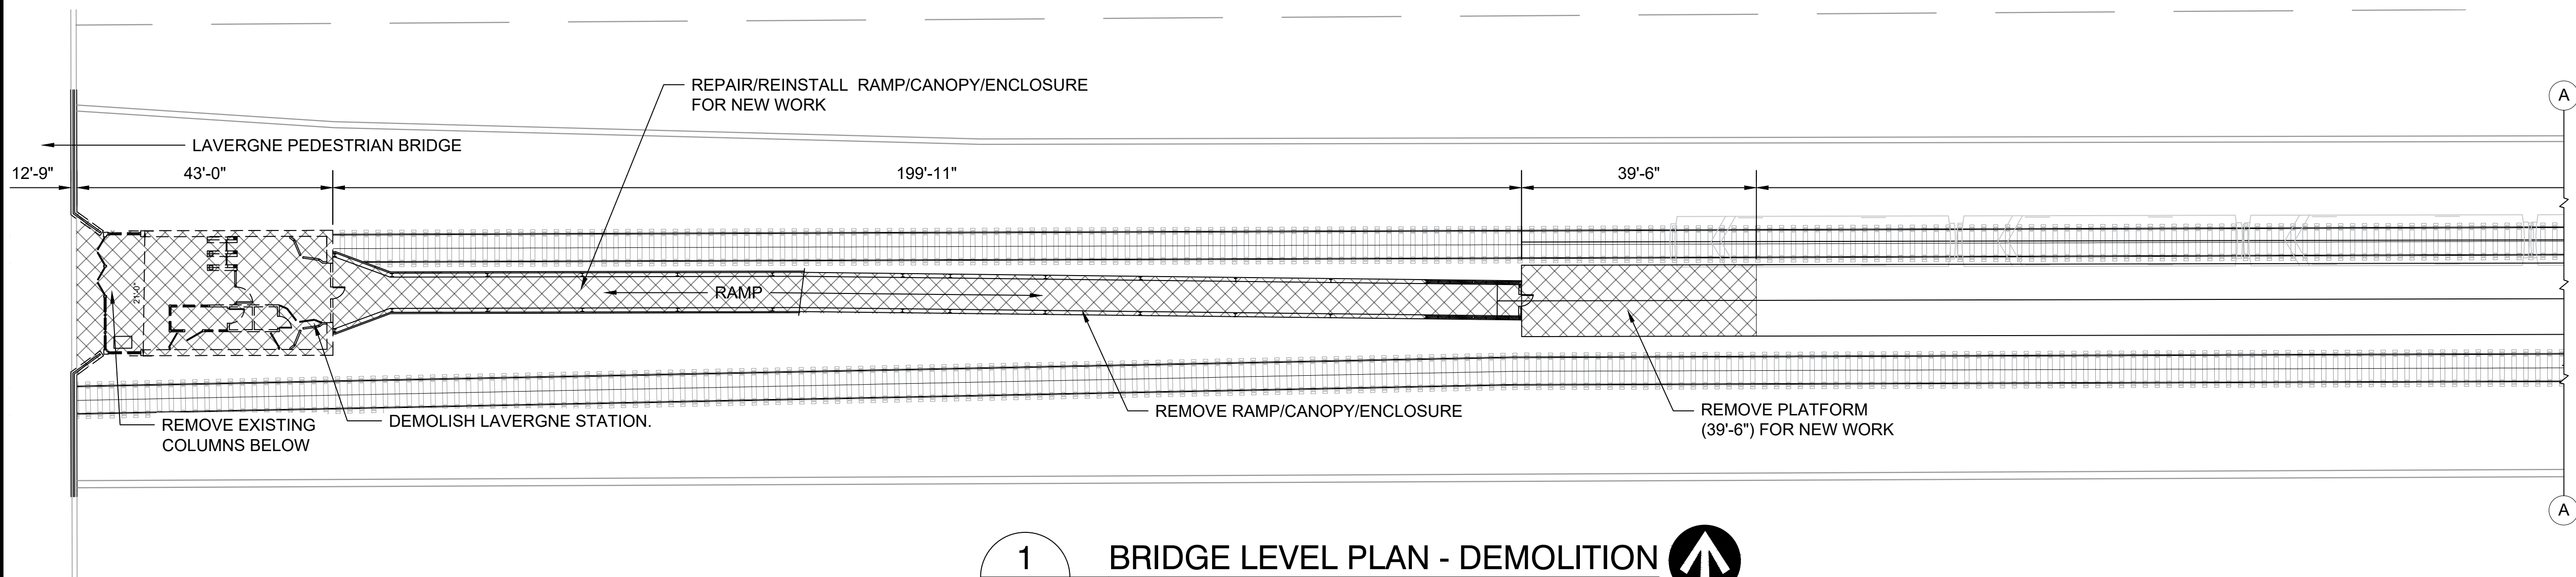 REPAIR/REINSTALL RAMP/CANOPY/ENCLOSURE
FOR NEW WORK
A
LAVERGNE PEDESTRIAN BRIDGE
12'-9"
43'-0"
199'-11"
39'-6"
21'-0"
RAMP
REMOVE EXISTING
COLUMNS BELOW
DEMOLISH LAVERGNE STATION.
REMOVE RAMP/CANOPY/ENCLOSURE
REMOVE PLATFORM
(39'-6") FOR NEW WORK
A
1
BRIDGE LEVEL PLAN - DEMOLITION